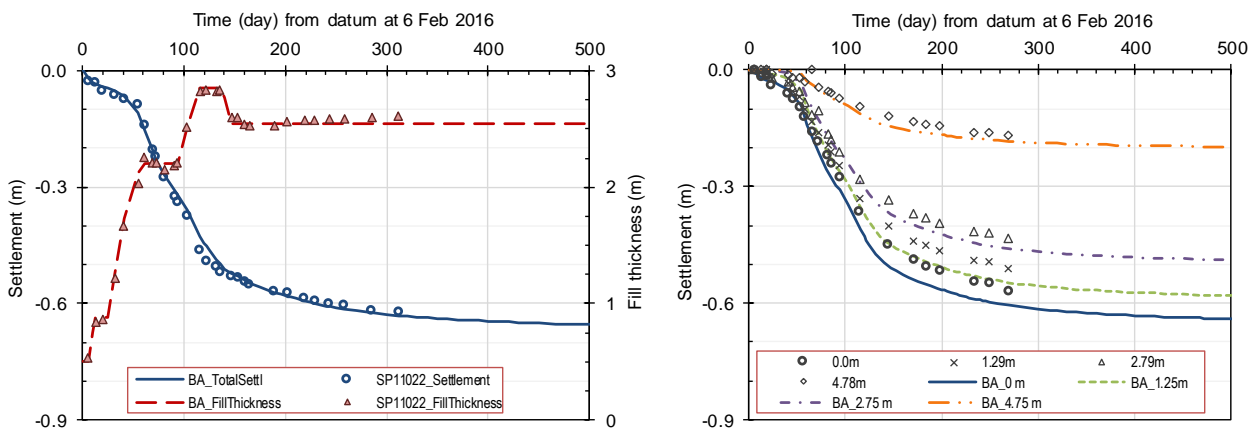 Time (day) from datum at 6 Feb 2016
0 100 200 300 400 500
0.0
-0.3
-0.6
-0.9
Settlement (m)
3
2
1
0
Fill thickness (m)
BA_TotalSettl SP11022_Settlement
BA_FillThickness SP11022_FillThickness
Time (day) from datum at 6 Feb 2016
0 100 200 300 400 500
0.0
-0.3
-0.6
-0.9
Settlement (m)
0.0m 1.29m 2.79m
4.78m BA_0 m BA_1.25m
BA_2.75 m BA_4.75 m